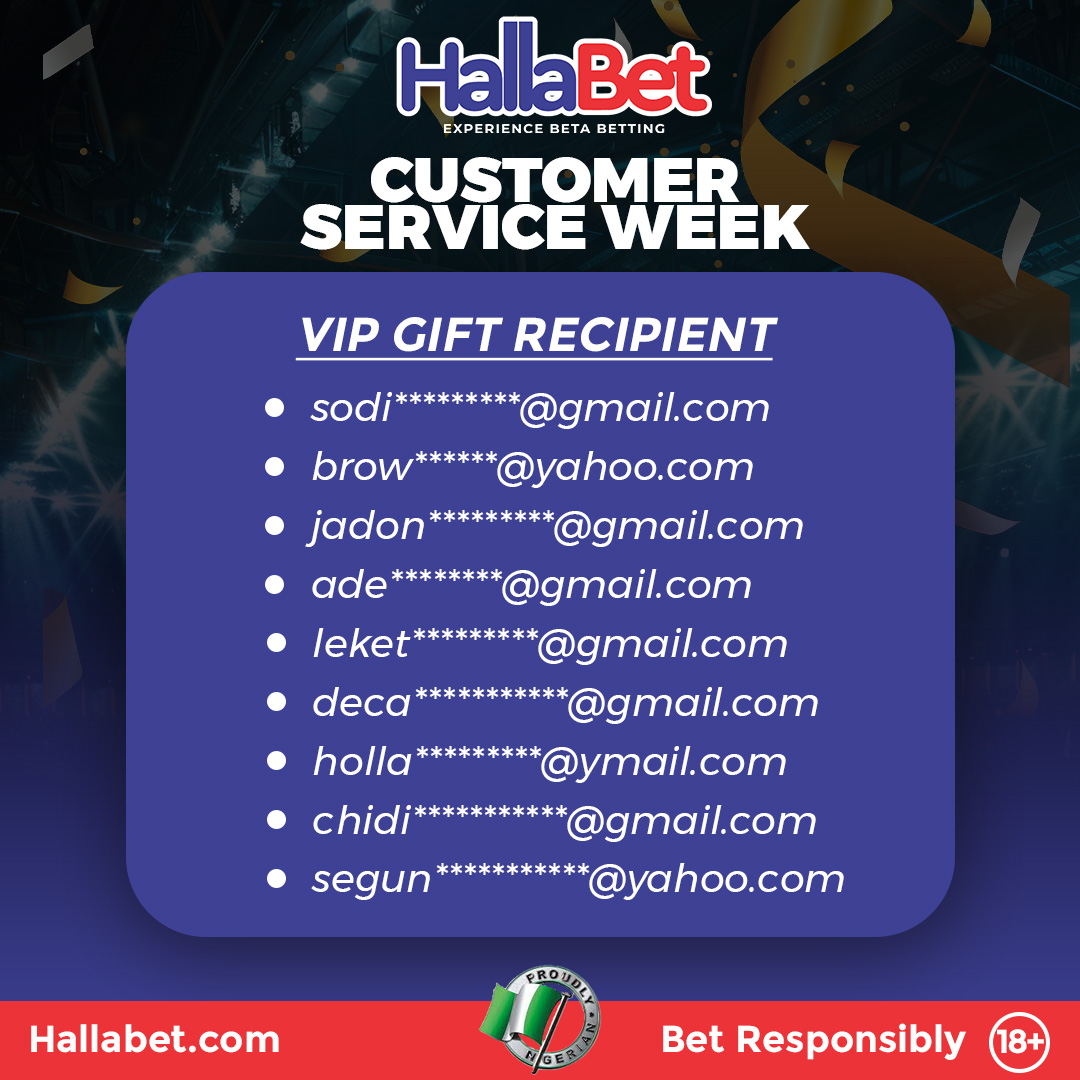 HallaBet
EXPERIENCE BETA BETTING
CUSTOMER
SERVICE WEEK
VIP GIFT RECIPIENT
• sodi*********@gmail.com
• brow******@yahoo.com
• jadon*********@gmail.com
• ade********@gmail.com
• leket*********@gmail.com
• deca***********@gmail.com
• holla*********@ymail.com
• chidi***********@gmail.com
• segun***********@yahoo.com
PROUDLY
NIGERIAN
Hallabet.com
Bet Responsibly
18+